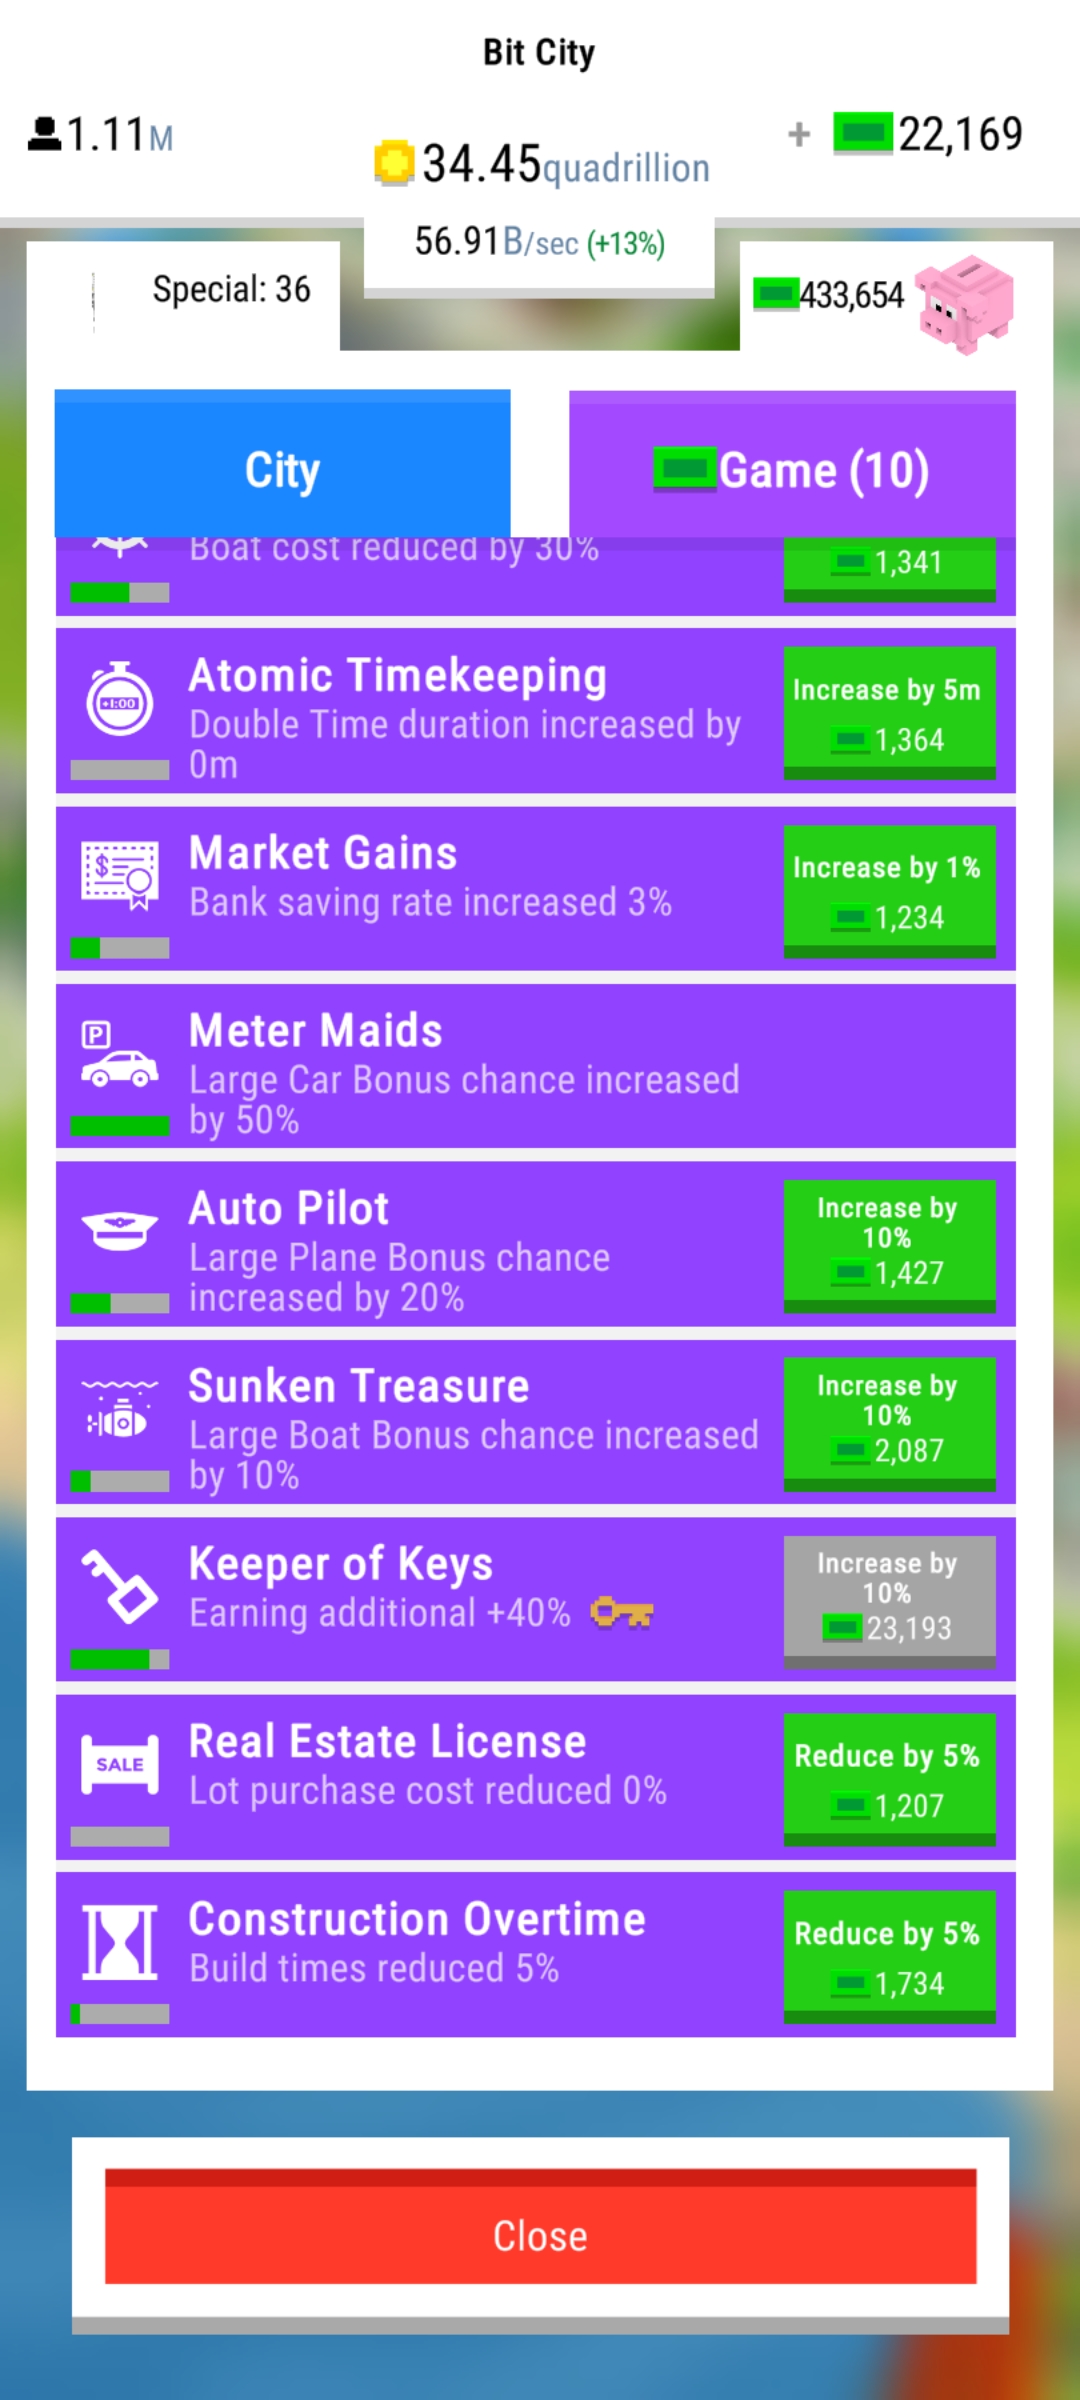 Bit City
1.11M
34.45quadrillion
+ 22,169
56.91B/sec (+13%)
Special: 36
433,654
City
Game (10)
Boat cost reduced by 30%
1,341
Atomic Timekeeping
Double Time duration increased by
0m
Increase by 5m
1,364
Market Gains
Bank saving rate increased 3%
Increase by 1%
1,234
Meter Maids
Large Car Bonus chance increased
by 50%
Auto Pilot
Large Plane Bonus chance
increased by 20%
Increase by
10%
1,427
Sunken Treasure
Large Boat Bonus chance increased
by 10%
Increase by
10%
2,087
Keeper of Keys
Earning additional +40%
Increase by
10%
23,193
SALE
Real Estate License
Lot purchase cost reduced 0%
Reduce by 5%
1,207
Construction Overtime
Build times reduced 5%
Reduce by 5%
1,734
Close